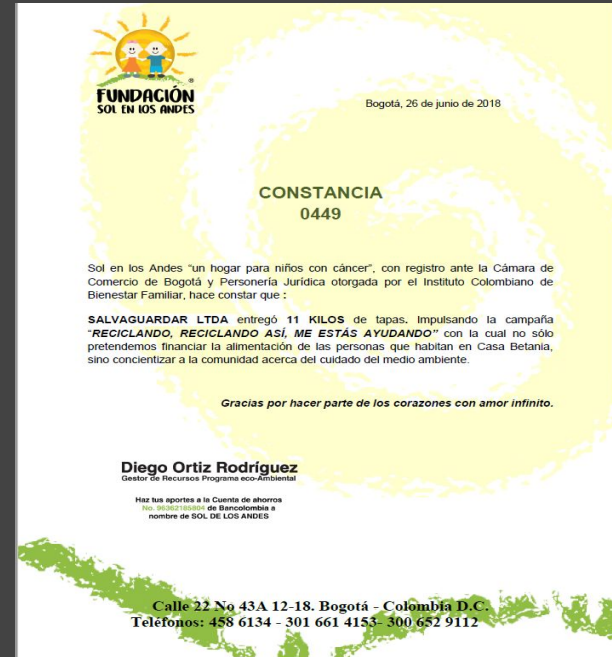 FUNDACIÓN
SOL EN LOS ANDES
Bogotá, 26 de junio de 2018
CONSTANCIA
0449
Sol en los Andes “un hogar para niños con cáncer”, con registro ante la Cámara de
Comercio de Bogotá y Personería Jurídica otorgada por el Instituto Colombiano de
Bienestar Familiar, hace constar que :
SALVAGUARDAR LTDA entregó 11 KILOS de tapas. Impulsando la campaña
“RECICLANDO, RECICLANDO ASÍ, ME ESTÁS AYUDANDO” con la cual no sólo
pretendemos financiar la alimentación de las personas que habitan en Casa Betania,
sino concientizar a la comunidad acerca del cuidado del medio ambiente.
Gracias por hacer parte de los corazones con amor infinito.
Diego Ortiz Rodríguez
Gestor de Recursos Programa eco-Ambiental
Haz tus aportes a la Cuenta de ahorros
No. 96362185904 de Bancolombia a
nombre de SOL DE LOS ANDES
Calle 22 No 43A 12-18. Bogotá - Colombia D.C.
Teléfonos: 458 6134 - 301 661 4153- 300 652 9112